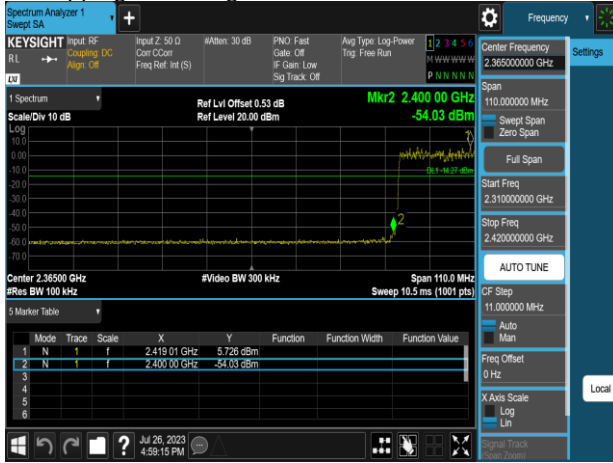 Spectrum Analyzer 1
Swept SA
+
Frequency
KEYSIGHT Input: RF
RL Coupling: DC
Align: Off
LXI
Input Z: 50 Ω
Corr CCorr
Freq Ref: Int (S)
#Atten: 30 dB
PNO: Fast
Gate: Off
IF Gain: Low
Sig Track: Off
Avg Type: Log-Power
Trig: Free Run
1 2 3 4 5 6
M W W W W W
P N N N N N
1 Spectrum
Scale/Div 10 dB
Ref Lvl Offset 0.53 dB
Ref Level 20.00 dBm
Mkr2 2.400 00 GHz
-54.03 dBm
Log
10.0
0.00
-10.0
-20.0
-30.0
-40.0
-50.0
-60.0
-70.0
DL1 -14.27 dBm
2
Center 2.36500 GHz
#Res BW 100 kHz
#Video BW 300 kHz
Span 110.0 MHz
Sweep 10.5 ms (1001 pts)
5 Marker Table
Mode Trace Scale X Y Function Function Width Function Value
1 N 1 f 2.419 01 GHz 5.726 dBm
2 N 1 f 2.400 00 GHz -54.03 dBm
3
4
5
6
? Jul 26, 2023
4:59:15 PM
Center Frequency
2.365000000 GHz
Span
110.000000 MHz
Swept Span
Zero Span
Full Span
Start Freq
2.310000000 GHz
Stop Freq
2.420000000 GHz
AUTO TUNE
CF Step
11.000000 MHz
Auto
Man
Freq Offset
0 Hz
X Axis Scale
Log
Lin
Signal Track
(Span Zoom)
Settings
Local